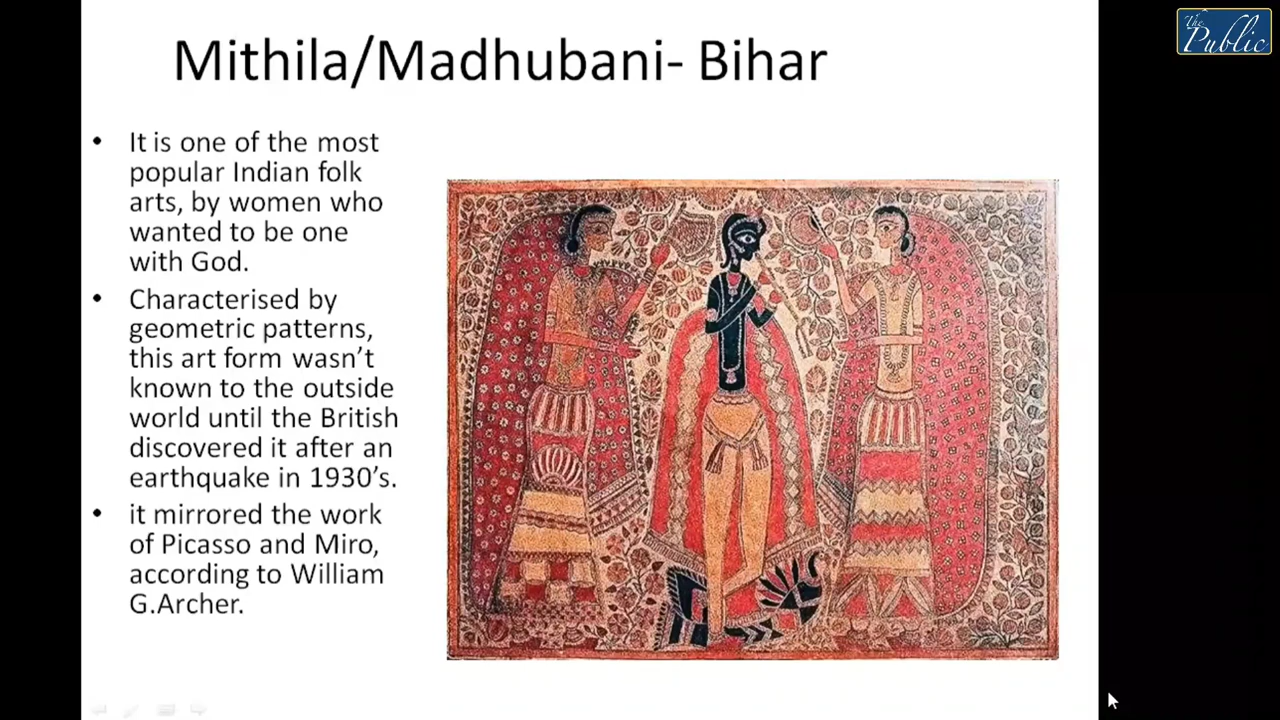 The
Public
Mithila/Madhubani- Bihar
• It is one of the most
popular Indian folk
arts, by women who
wanted to be one
with God.
• Characterised by
geometric patterns,
this art form wasn't
known to the outside
world until the British
discovered it after an
earthquake in 1930's.
• it mirrored the work
of Picasso and Miro,
according to William
G.Archer.